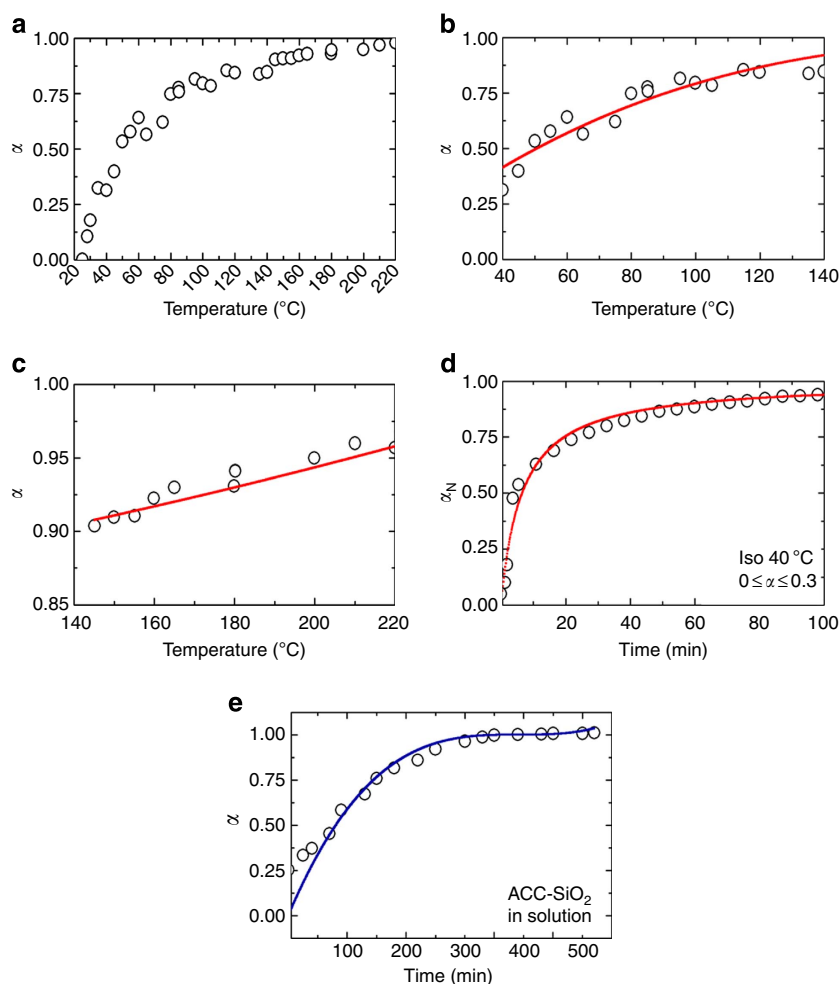 a
1.00
0.75
0.50
0.25
0.00
α
20 40 60 80 100 120 140 160 180 200 220
Temperature (°C)
b
1.00
0.75
0.50
0.25
0.00
α
40 60 80 100 120 140
Temperature (°C)
c
1.00
0.95
0.90
0.85
α
140 160 180 200 220
Temperature (°C)
d
1.00
0.75
0.50
0.25
0.00
αN
Iso 40 °C
0 ≤ α ≤ 0.3
20 40 60 80 100
Time (min)
e
1.00
0.75
0.50
0.25
0.00
α
ACC-SiO2
in solution
100 200 300 400 500
Time (min)